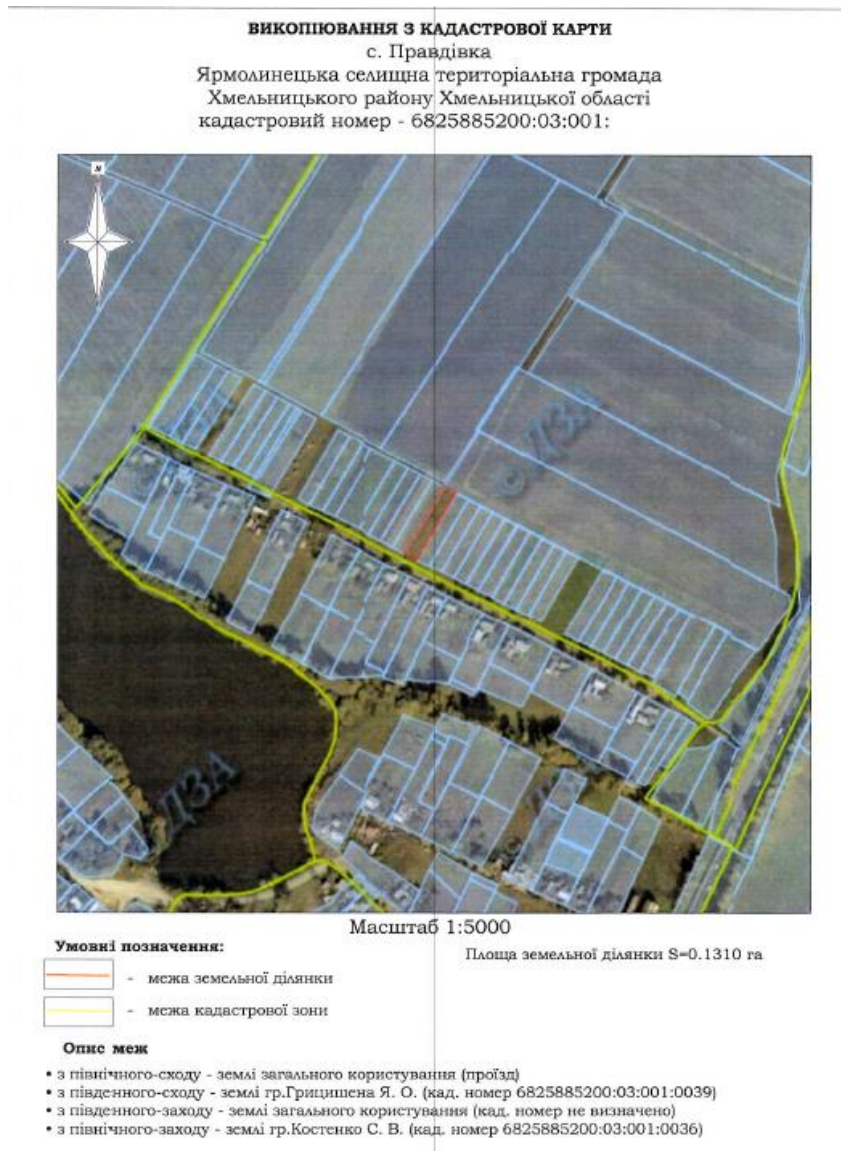 ВИКОПІЮВАННЯ З КАДАСТРОВОЇ КАРТИ
с. Правдівка
Ярмолинецька селищна територіальна громада
Хмельницького району Хмельницької області
кадастровий номер - 6825885200:03:001:
N
© ДЗА
ДЗА
Масштаб 1:5000
Умовні позначення:
Площа земельної ділянки S=0.1310 га
- межа земельної ділянки
- межа кадастрової зони
Опис меж
• з північного-сходу - землі загального користування (проїзд)
• з південного-сходу - землі гр.Грицишена Я. О. (кад. номер 6825885200:03:001:0039)
• з південного-заходу - землі загального користування (кад. номер не визначено)
• з північного-заходу - землі гр.Костенко С. В. (кад. номер 6825885200:03:001:0036)